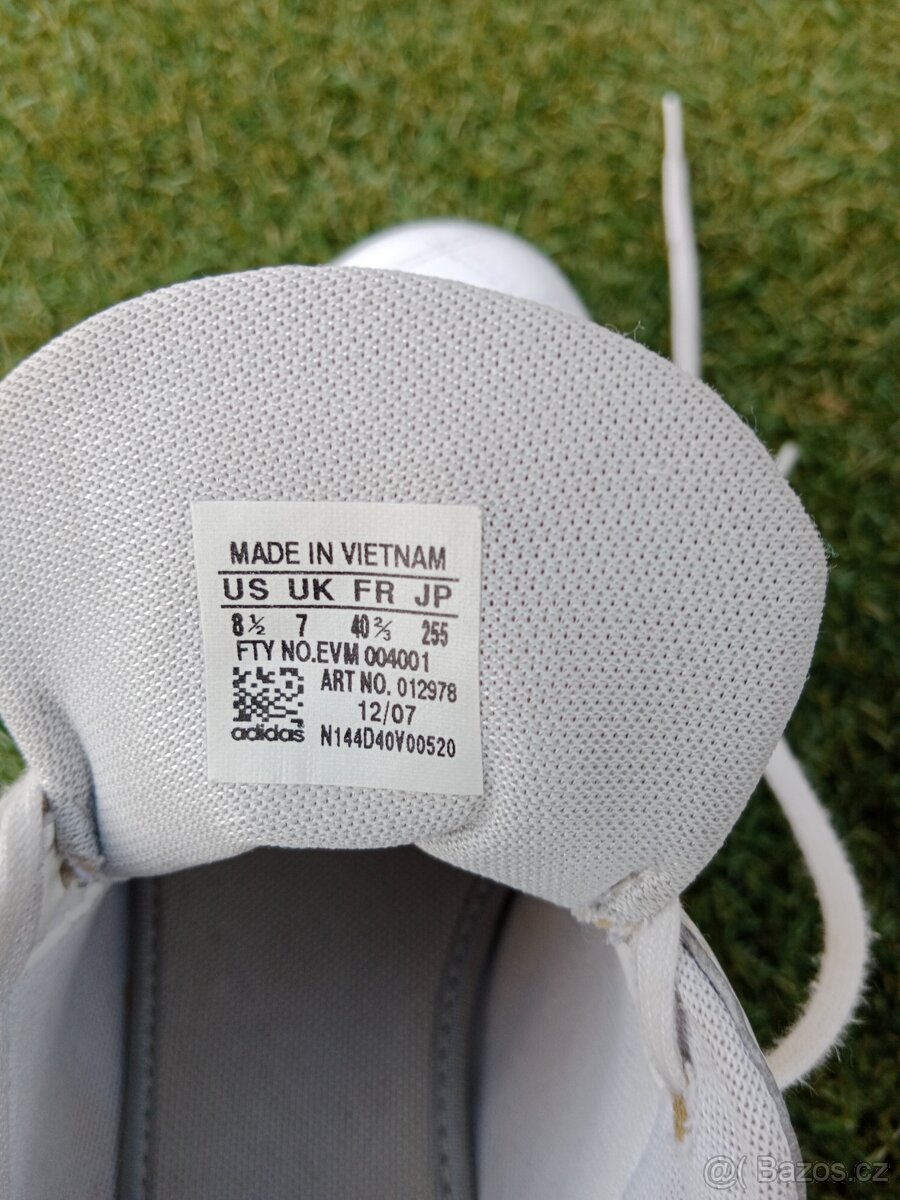 MADE IN VIETNAM
US UK FR JP
8½ 7 40⅔ 255
FTY NO.EVM 004001
ART NO. 012978
12/07
adidas N144D40V00520
@( Bazos.cz